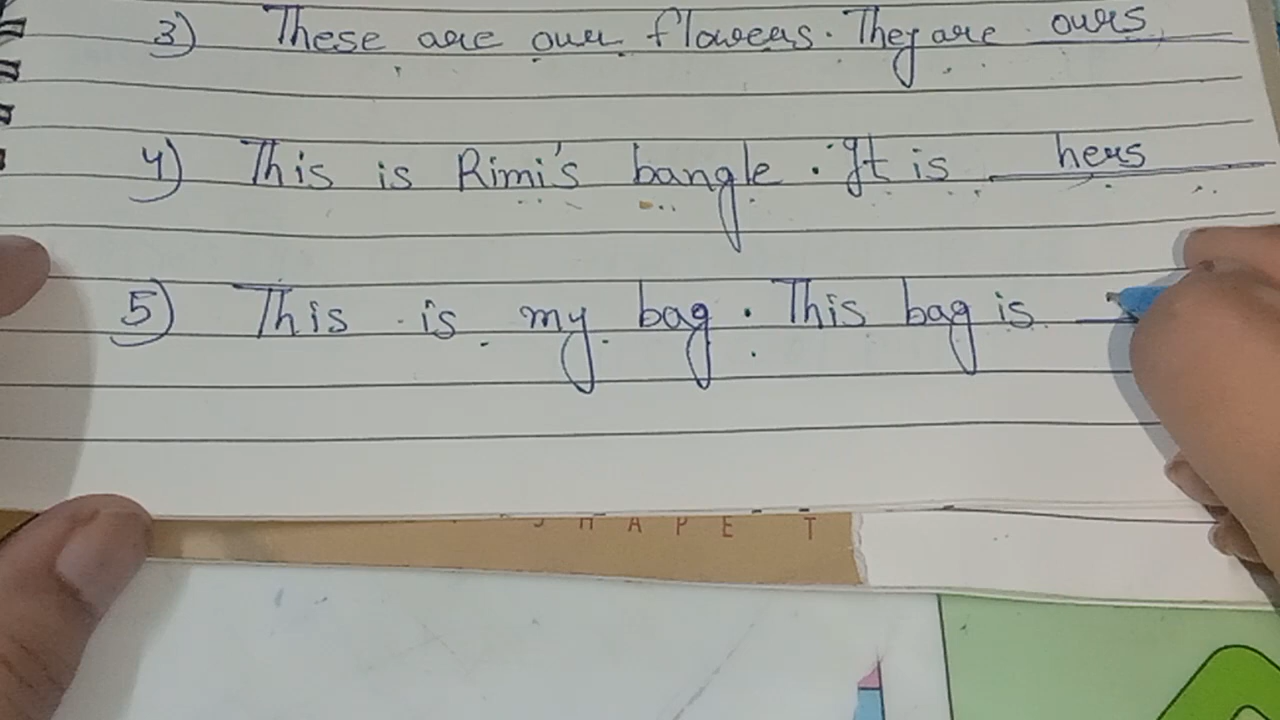 3) These are our flowers. They are ours
4) This is Rimi's bangle. It is hers
5) This is my bag. This bag is